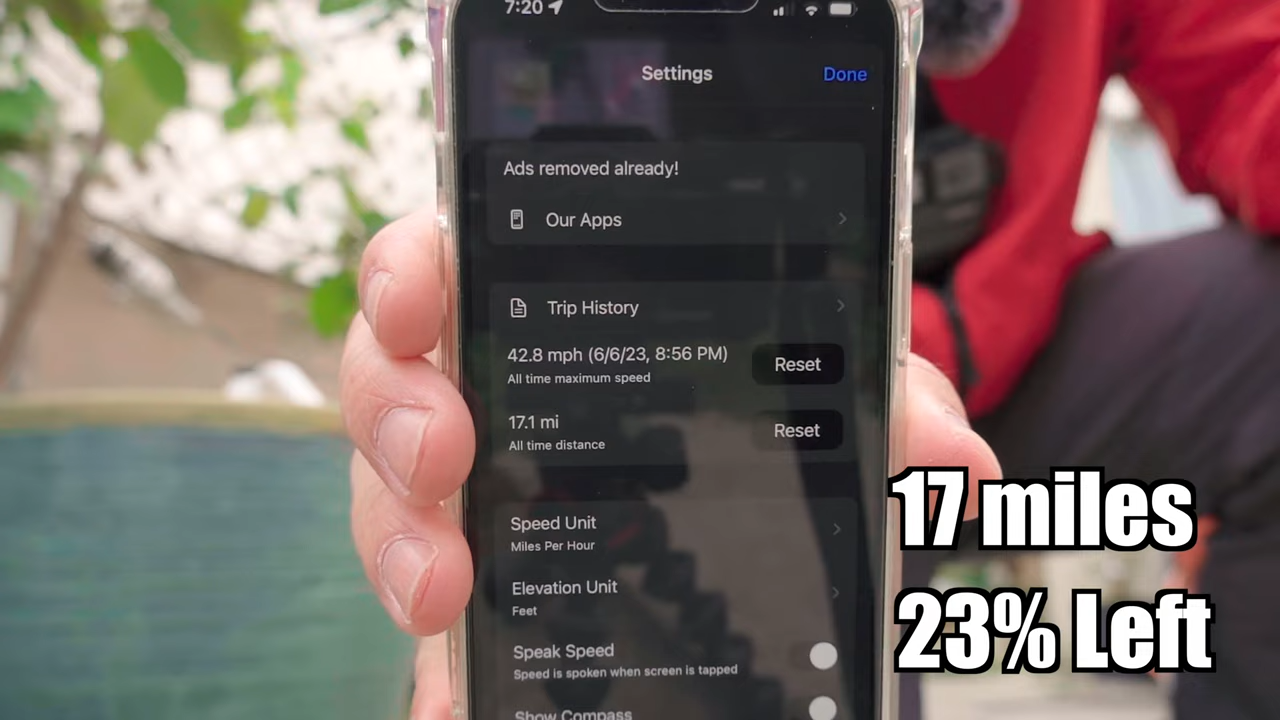 7:20
Settings
Done
Ads removed already!
Our Apps
Trip History
42.8 mph (6/6/23, 8:56 PM)
All time maximum speed
Reset
17.1 mi
All time distance
Reset
Speed Unit
Miles Per Hour
Elevation Unit
Feet
Speak Speed
Speed is spoken when screen is tapped
Show Compass
17 miles
23% Left